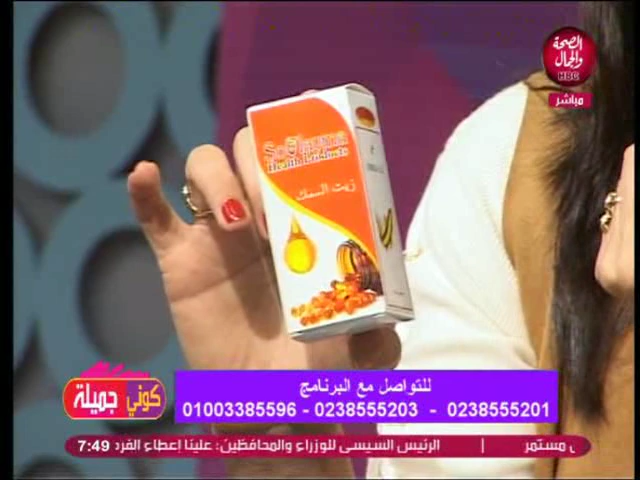 الصحة
والجمال
HBC
مباشر
Health Products
زيت السمك
للتواصل مع البرنامج
01003385596 - 0238555203 - 0238555201
كوني جميلة
7:49
الرئيس السيسى للوزراء والمحافظين: علينا إعطاء الفرد
ى مستمر